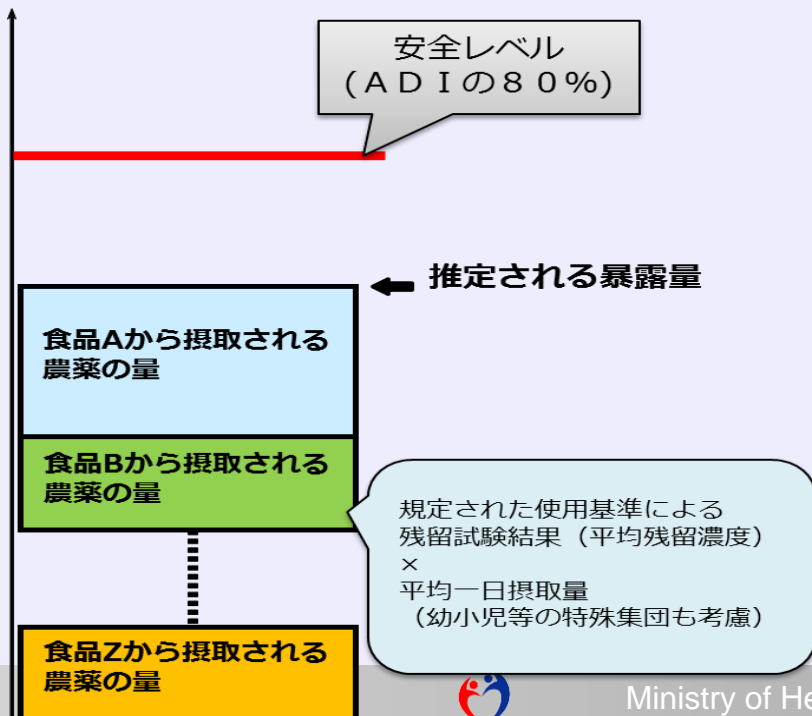 安全レベル
(ＡＤＩの８０%)
推定される暴露量
食品Aから摂取される
農薬の量
食品Bから摂取される
農薬の量
規定された使用基準による
残留試験結果（平均残留濃度）
×
平均一日摂取量
（幼小児等の特殊集団も考慮）
食品Zから摂取される
農薬の量
Ministry of He